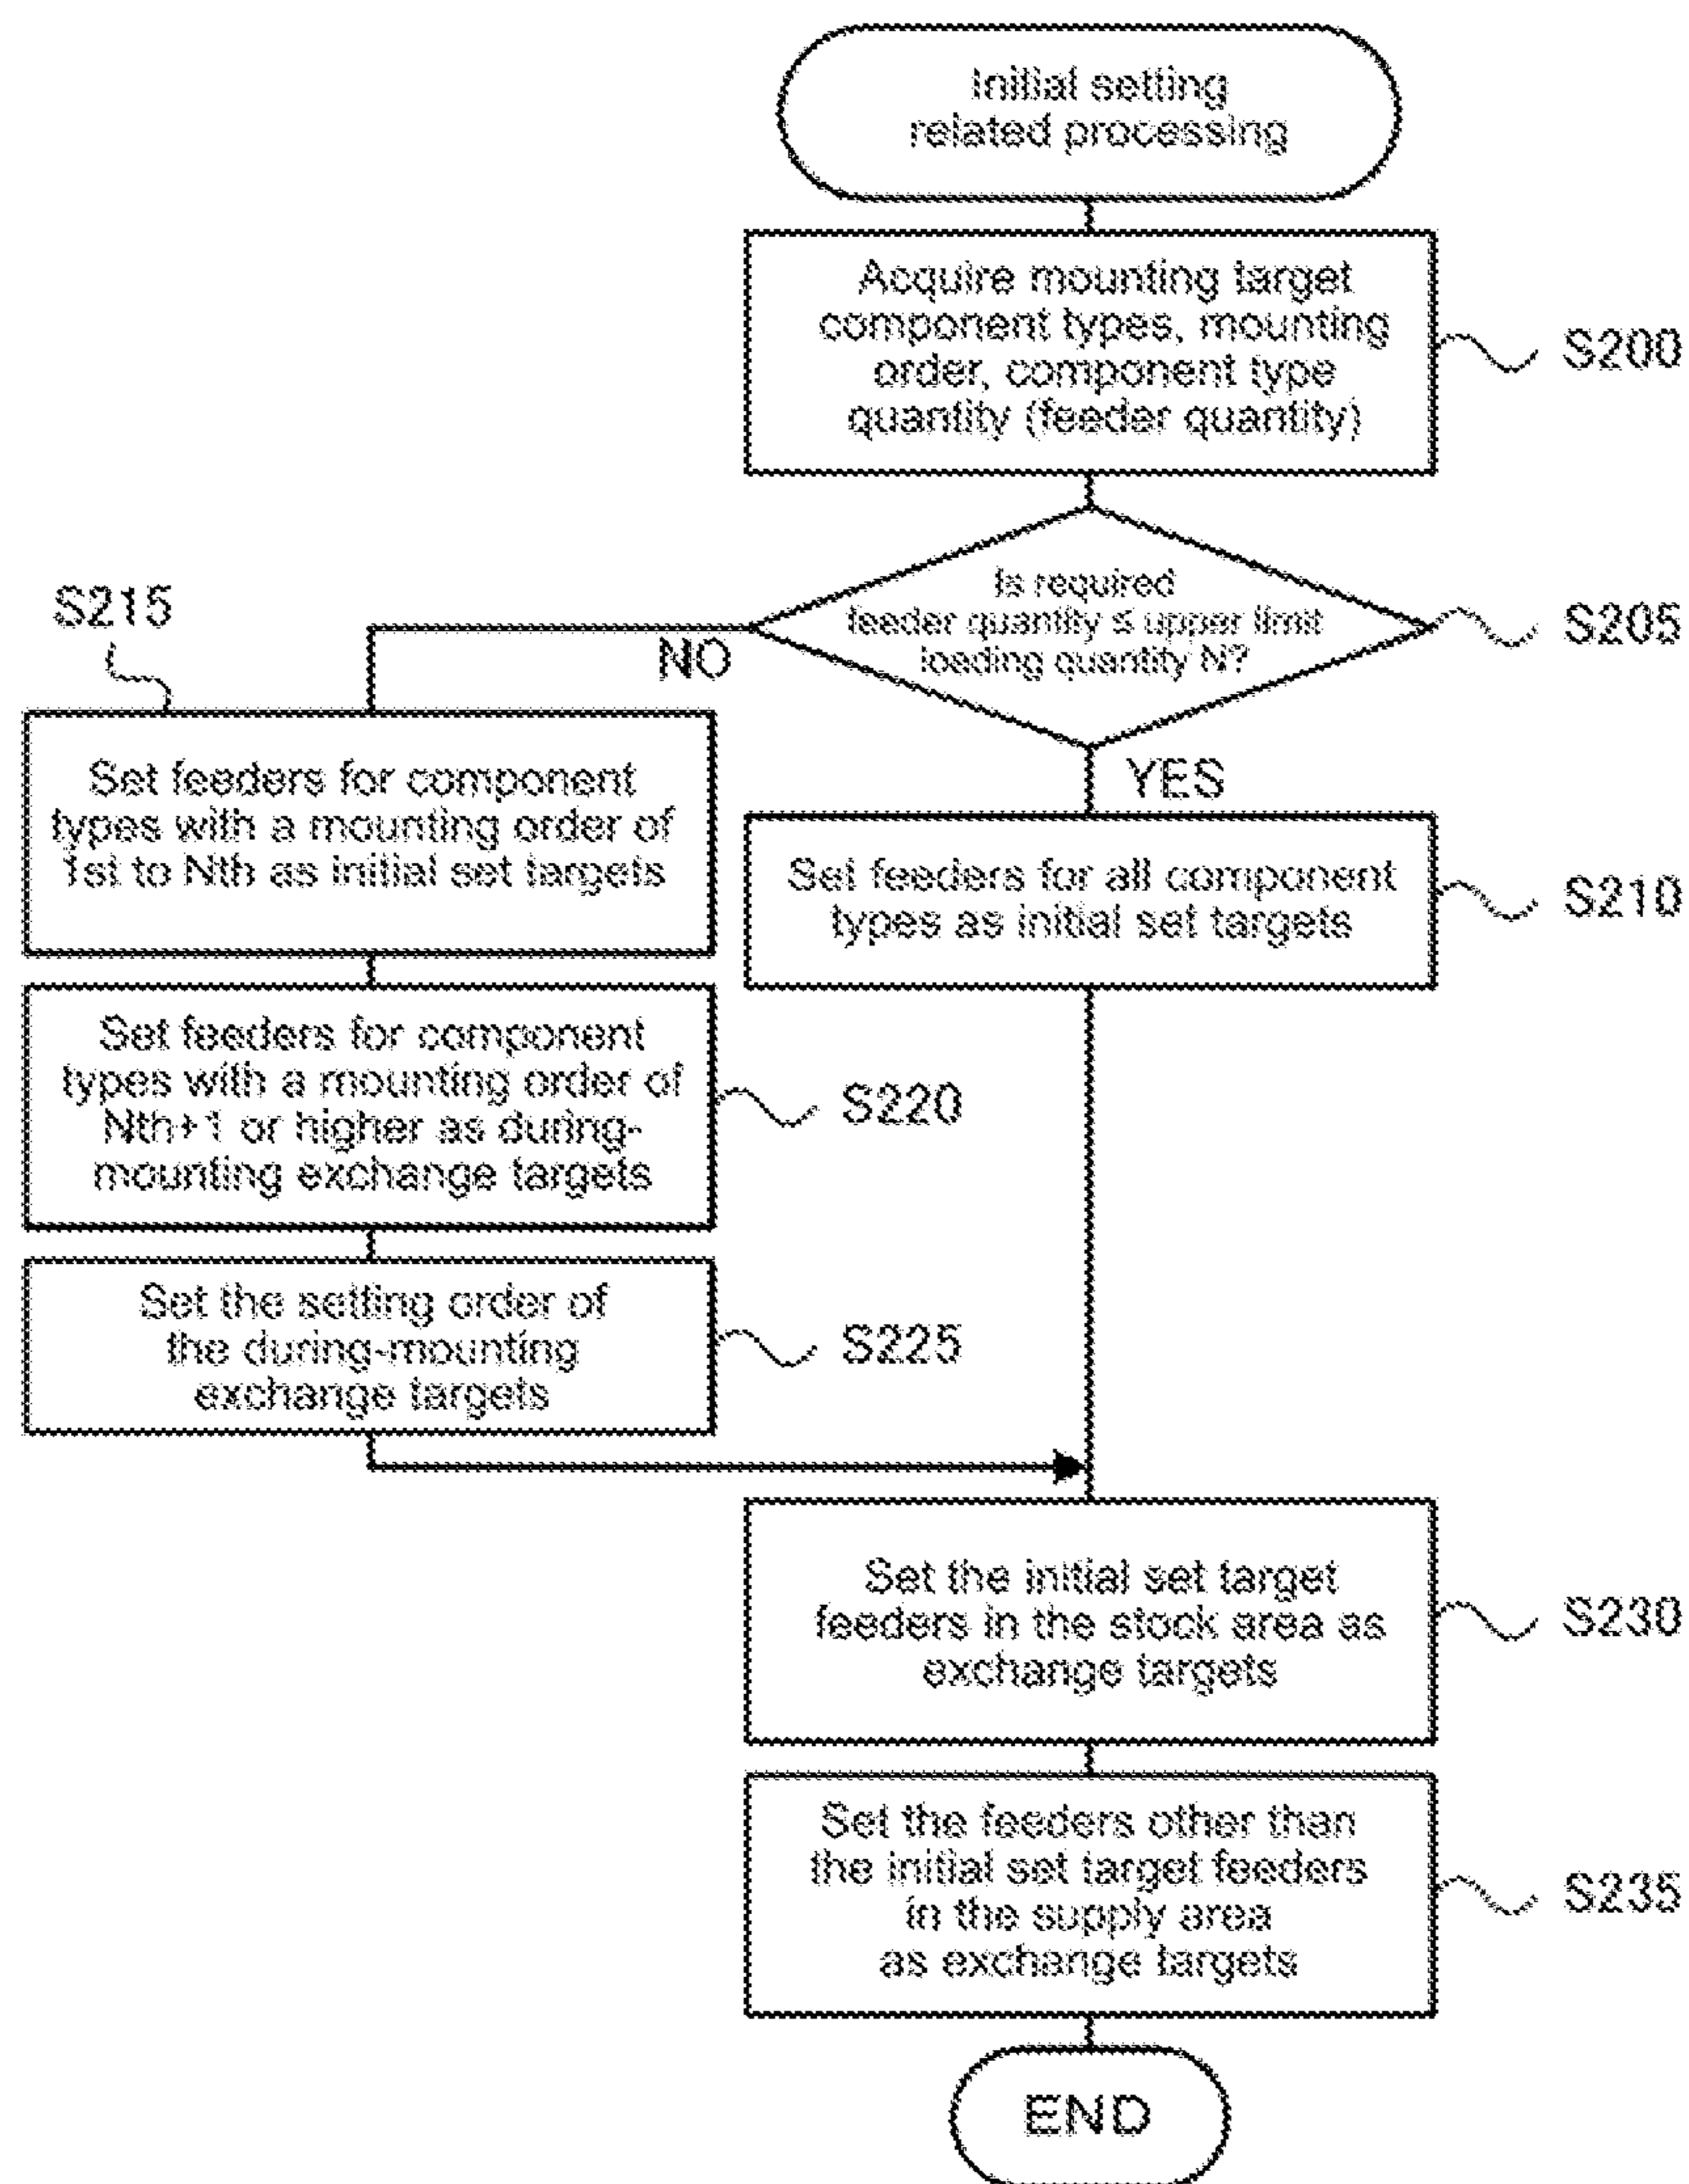 Initial setting
related processing
Acquire mounting target
component types, mounting
order, component type
quantity (feeder quantity)
S200
Is required
feeder quantity ≤ upper limit
loading quantity N?
S205
NO
YES
S215
Set feeders for component
types with a mounting order of
1st to Nth as initial set targets
Set feeders for all component
types as initial set targets
S210
Set feeders for component
types with a mounting order of
Nth+1 or higher as during-
mounting exchange targets
S220
Set the setting order of
the during-mounting
exchange targets
S225
Set the initial set target
feeders in the stock area as
exchange targets
S230
Set the feeders other than
the initial set target feeders
in the supply area
as exchange targets
S235
END